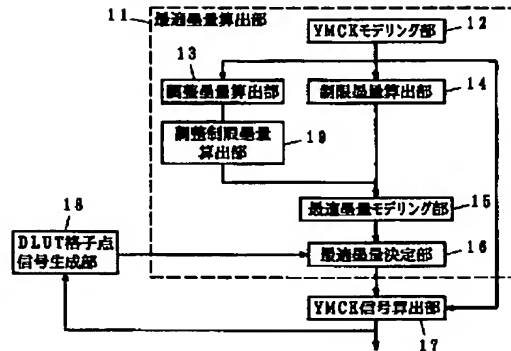 11
最適墨量算出部
YMCKモデリング部
12
13
調整墨量算出部
制限墨量算出部
14
調整制限墨量
算出部
19
最適墨量モデリング部
15
18
DLUT格子点
信号生成部
最適墨量決定部
16
YMCK信号算出部
17